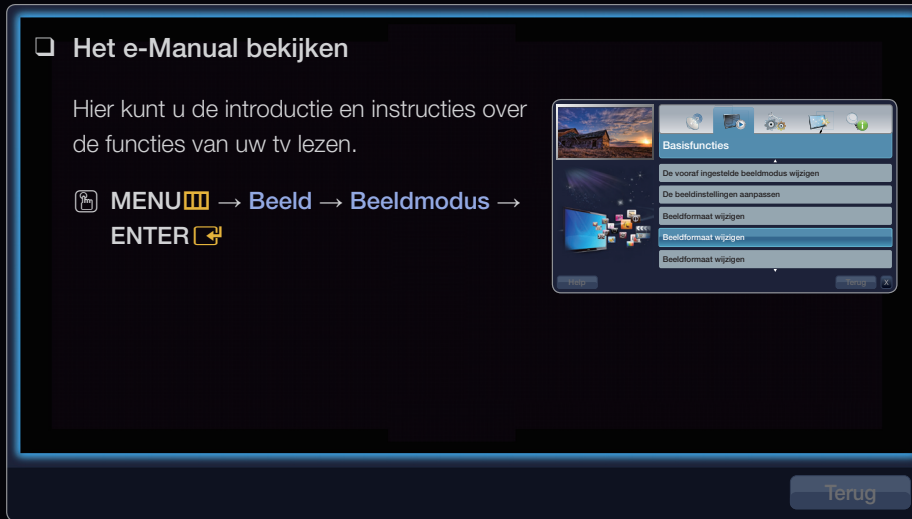 ❑ Het e-Manual bekijken
Hier kunt u de introductie en instructies over
de functies van uw tv lezen.
MENU → Beeld → Beeldmodus →
ENTER
Basisfuncties
De vooraf ingestelde beeldmodus wijzigen
De beeldinstellingen aanpassen
Beeldformaat wijzigen
Beeldformaat wijzigen
Beeldformaat wijzigen
Help
Terug
X
Terug